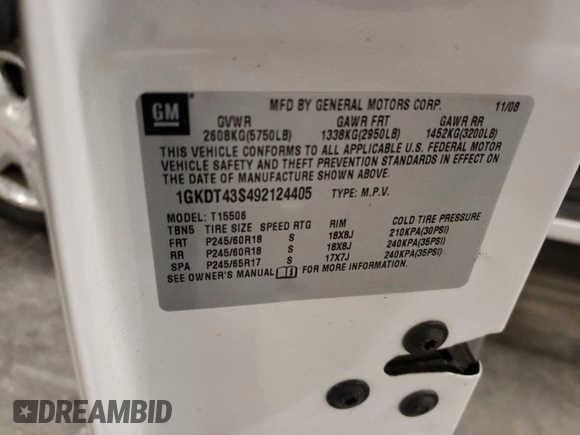 GM
MFD BY GENERAL MOTORS CORP. 11/08
GVWR GAWR FRT GAWR RR
2608KG(5750LB) 1338KG(2950LB) 1452KG(3200LB)
THIS VEHICLE CONFORMS TO ALL APPLICABLE U.S. FEDERAL MOTOR
VEHICLE SAFETY AND THEFT PREVENTION STANDARDS IN EFFECT ON
THE DATE OF MANUFACTURE SHOWN ABOVE.
1GKDT43S492124405 TYPE: M.P.V.
MODEL: T15506
TBN5 TIRE SIZE SPEED RTG RIM COLD TIRE PRESSURE
FRT P245/60R18 S 18X8J 210KPA(30PSI)
RR P245/60R18 S 18X8J 240KPA(35PSI)
SPA P245/65R17 S 17X7J 240KPA(35PSI)
SEE OWNER'S MANUAL FOR MORE INFORMATION.
DREAMBID